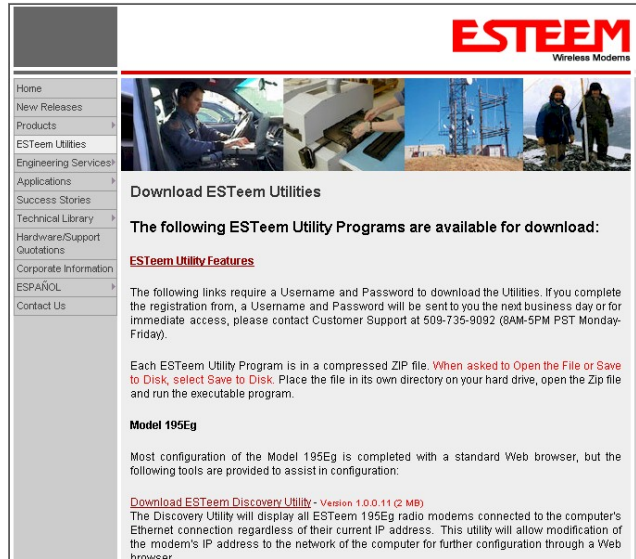 ESTEEM
Wireless Modems
Home
New Releases
Products
ESTeem Utilities
Engineering Services
Applications
Success Stories
Technical Library
Hardware/Support
Quotations
Corporate Information
ESPAÑOL
Contact Us
Download ESTeem Utilities
The following ESTeem Utility Programs are available for download:
ESTeem Utility Features
The following links require a Username and Password to download the Utilities. If you complete
the registration from, a Username and Password will be sent to you the next business day or for
immediate access, please contact Customer Support at 509-735-9092 (8AM-5PM PST Monday-
Friday).
Each ESTeem Utility Program is in a compressed ZIP file. When asked to Open the File or Save
to Disk, select Save to Disk. Place the file in its own directory on your hard drive, open the Zip file
and run the executable program.
Model 195Eg
Most configuration of the Model 195Eg is completed with a standard Web browser, but the
following tools are provided to assist in configuration:
Download ESTeem Discovery Utility - Version 1.0.0.11 (2 MB)
The Discovery Utility will display all ESTeem 195Eg radio modems connected to the computer's
Ethernet connection regardless of their current IP address. This utility will allow modification of
the modem's IP address to the network of the computer for further configuration through a Web
browser